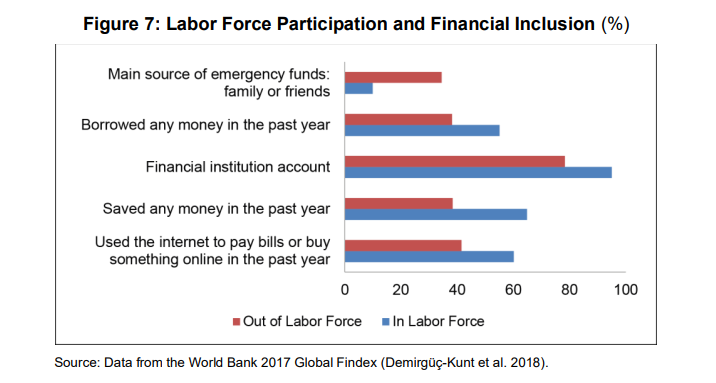 Figure 7: Labor Force Participation and Financial Inclusion (%)
Main source of emergency funds:
family or friends
Borrowed any money in the past year
Financial institution account
Saved any money in the past year
Used the internet to pay bills or buy
something online in the past year
0 20 40 60 80 100
Out of Labor Force In Labor Force
Source: Data from the World Bank 2017 Global Findex (Demirgüç-Kunt et al. 2018).